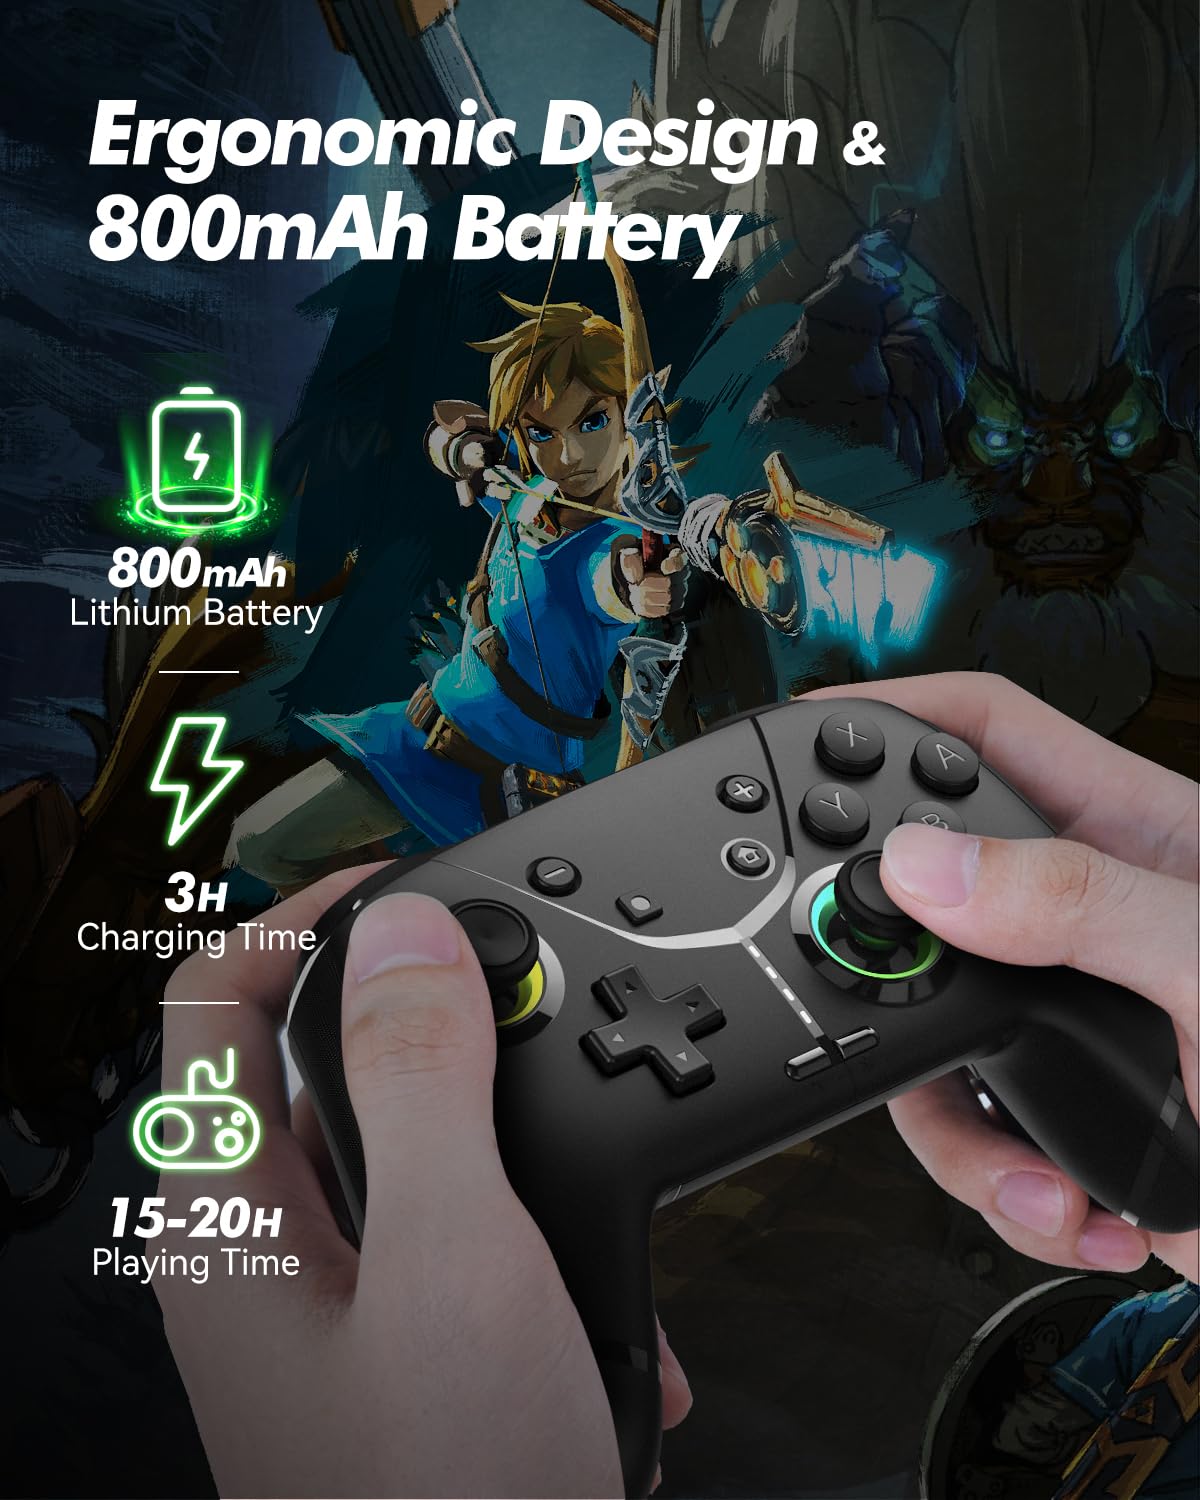 Ergonomic Design &
800mAh Battery
800mAh
Lithium Battery
3H
Charging Time
15-20H
Playing Time
X
A
Y
B